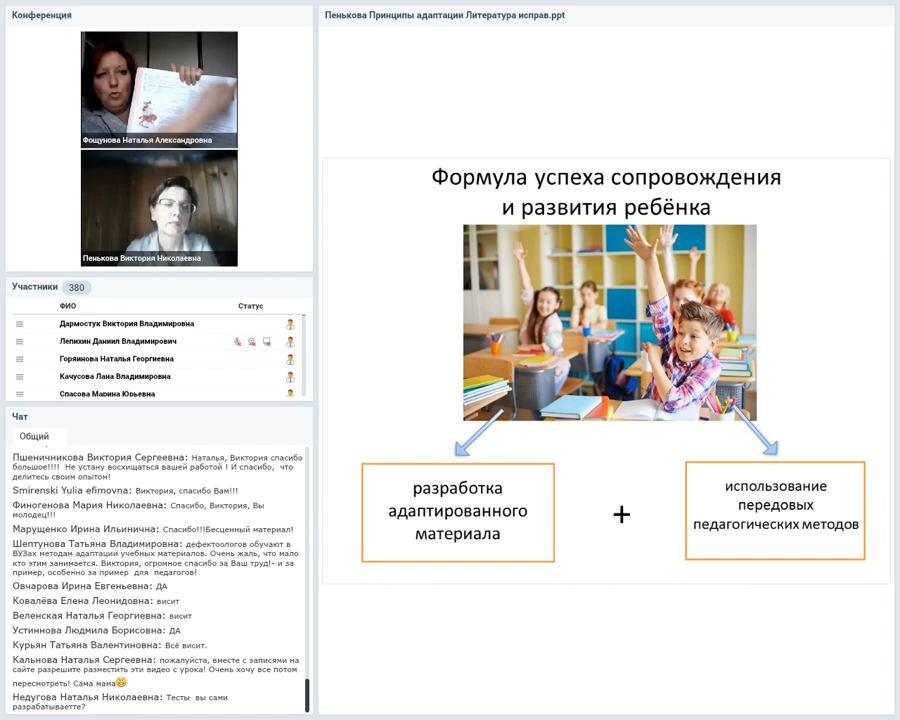 Конференция
Фощунова Наталья Александровна
Пенькова Виктория Николаевна
Участники 380
ФИО Статус
Дармостук Виктория Владимировна
Лепихин Даниил Владимирович
Горяинова Наталья Георгиевна
Качусова Лана Владимировна
Спасова Марина Юрьевна
Чат
Общий
Пшеничникова Виктория Сергеевна: Наталья, Виктория спасибо
большое!!!! Не устану восхищаться вашей работой ! И спасибо, что
делитесь своим опытом!
Smirenski Yulia efimovna: Виктория, спасибо Вам!!!
Финогенова Мария Николаевна: Спасибо, Виктория, Вы
молодец!!!
Марущенко Ирина Ильинична: Спасибо!!!Бесценный материал!
Шептунова Татьяна Владимировна: дефектоологов обучают в
ВУЗах методам адаптации учебных материалов. Очень жаль, что мало
кто этим занимается. Виктория, огромное спасибо за Ваш труд!- и за
пример, особенно за пример для педагогов!
Овчарова Ирина Евгеньевна: ДА
Ковалёва Елена Леонидовна: висит
Веленская Наталья Георгиевна: висит
Устиннова Людмила Борисовна: ДА
Курьян Татьяна Валентиновна: Всё висит.
Кальнова Наталья Сергеевна: пожалуйста, вместе с записями на
сайте разрешите разместить эти видео с урока! Очень хочу все потом
пересмотреть! Сама мама
Недугова Наталья Николаевна: Тесты вы сами
разрабатываетте?
Пенькова Принципы адаптации Литература исправ.ppt
Формула успеха сопровождения
и развития ребёнка
разработка
адаптированного
материала
+
использование
передовых
педагогических методов